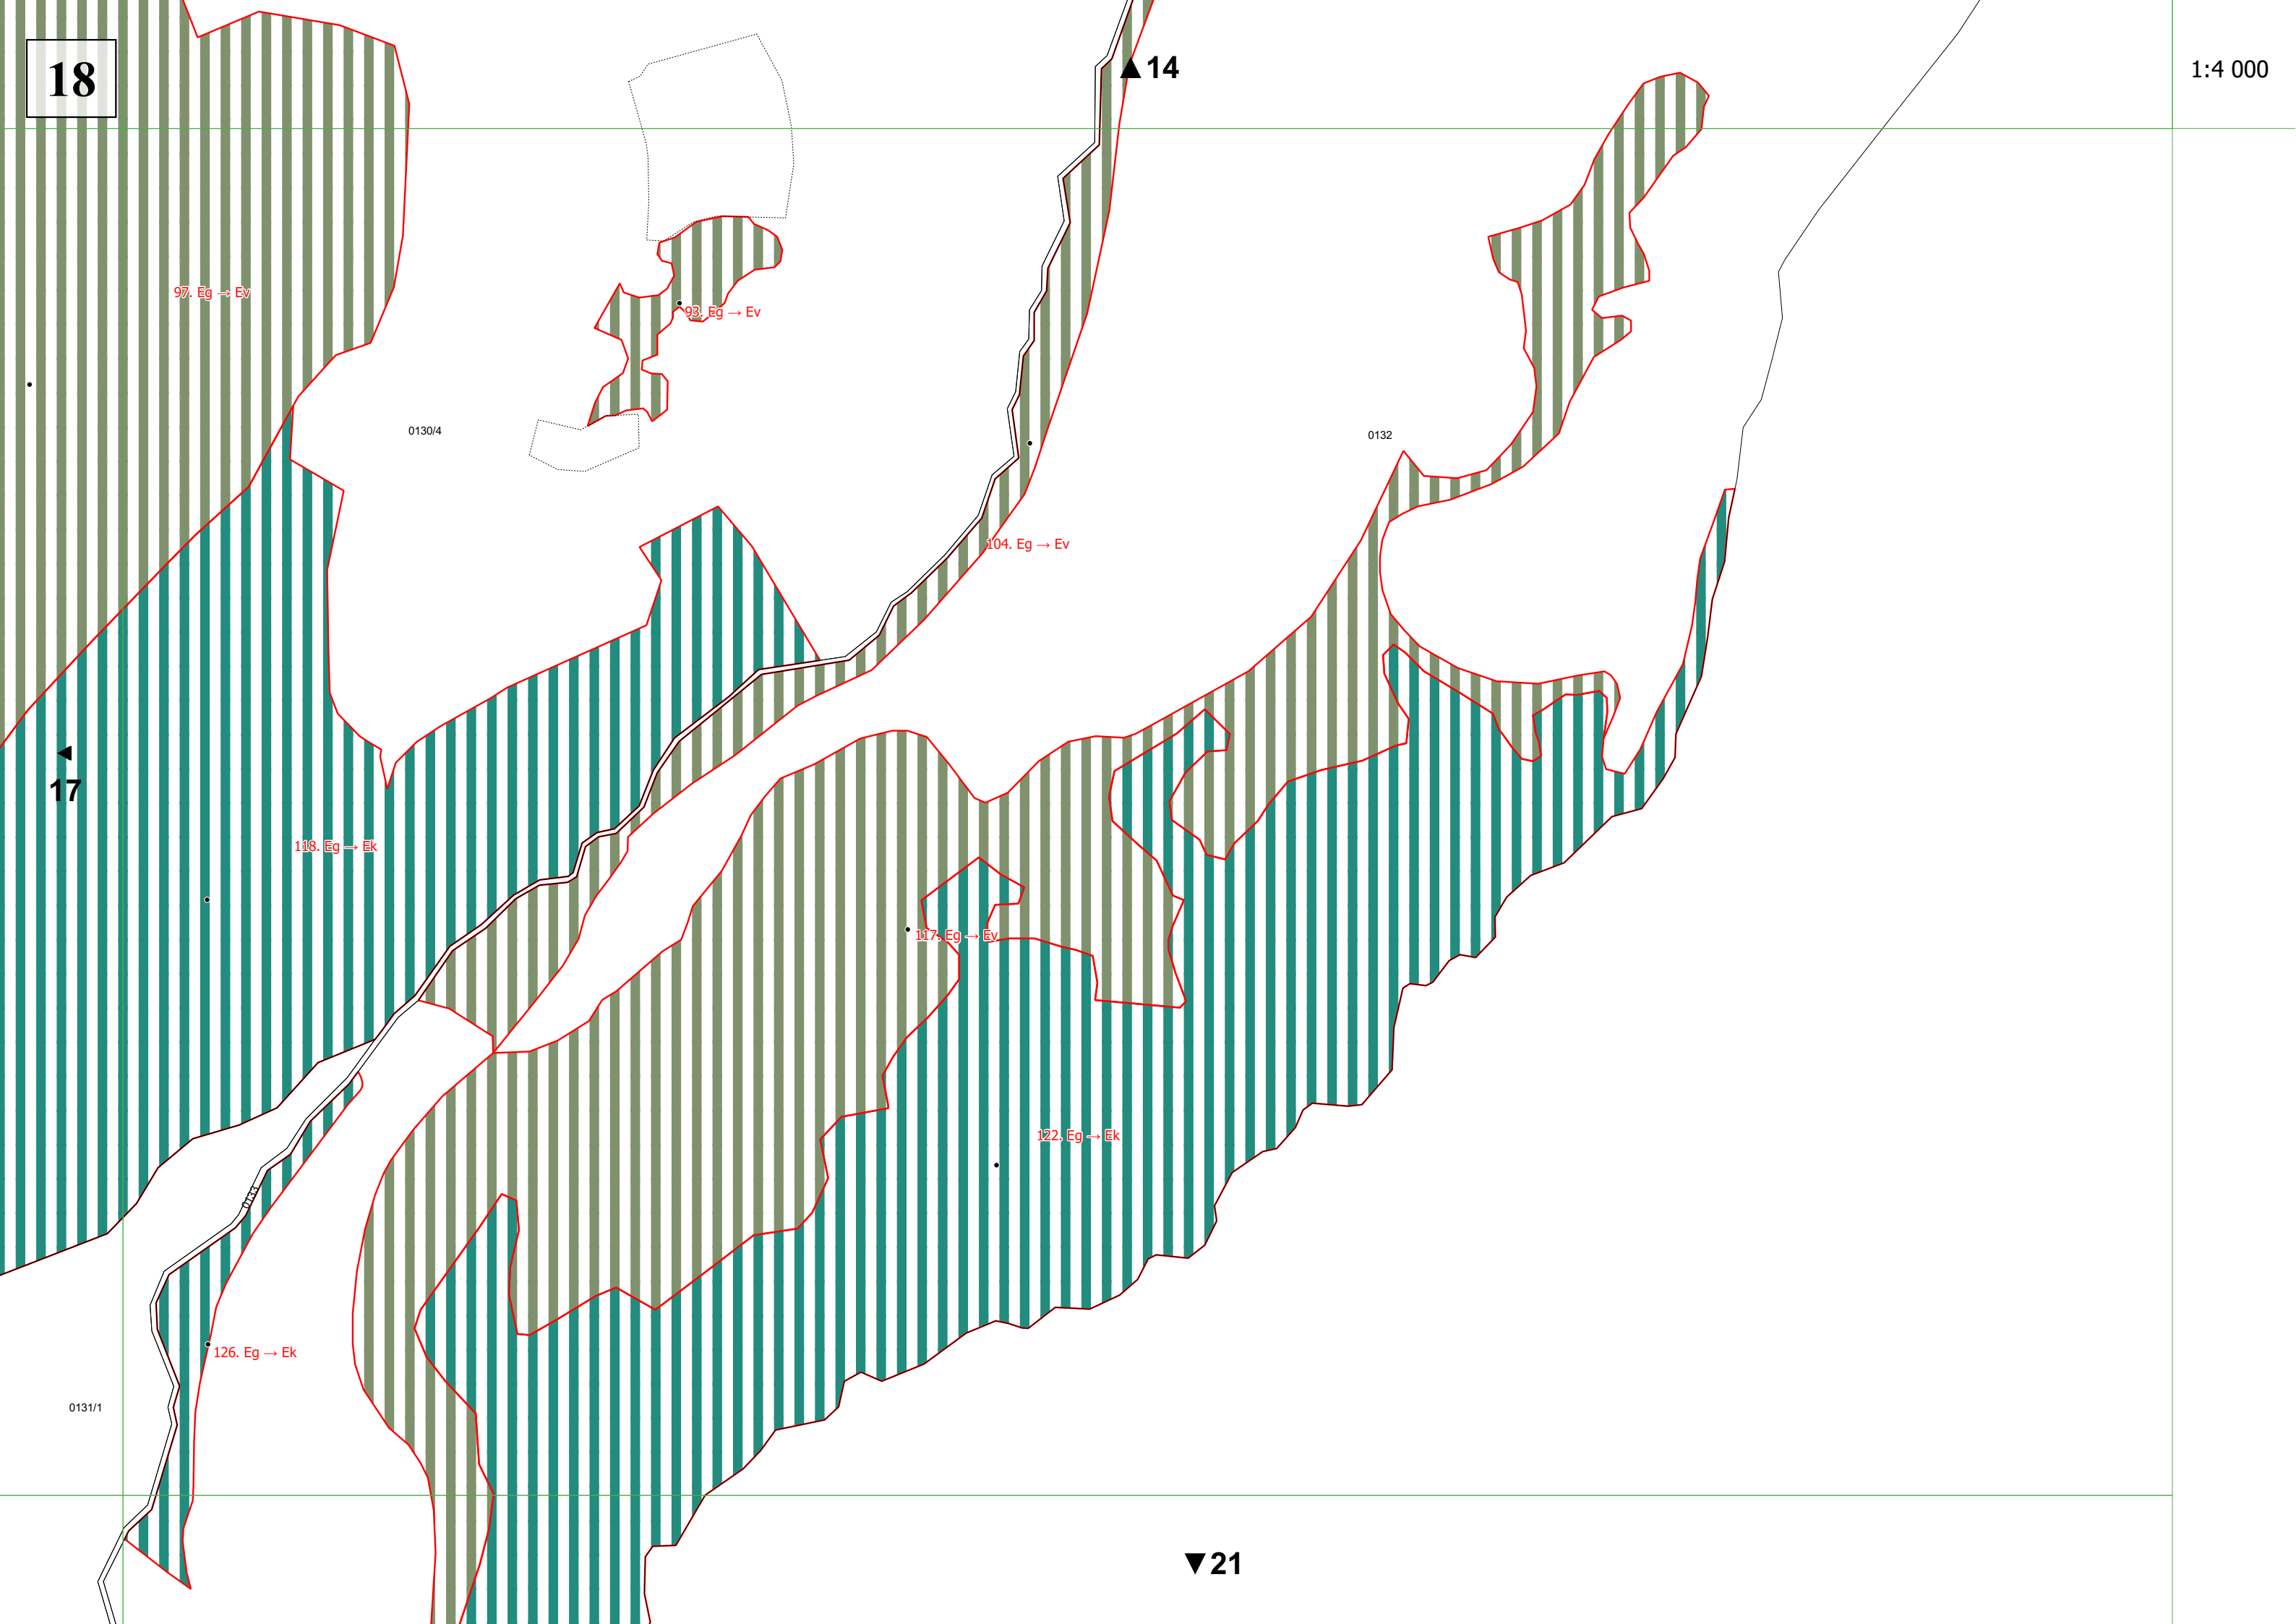 18
▲14
1:4 000
97. Eg → Ev
93. Eg → Ev
0130/4
0132
104. Eg → Ev
◄
17
118. Eg → Ek
117. Eg → Ev
122. Eg → Ek
0133
126. Eg → Ek
0131/1
▼21